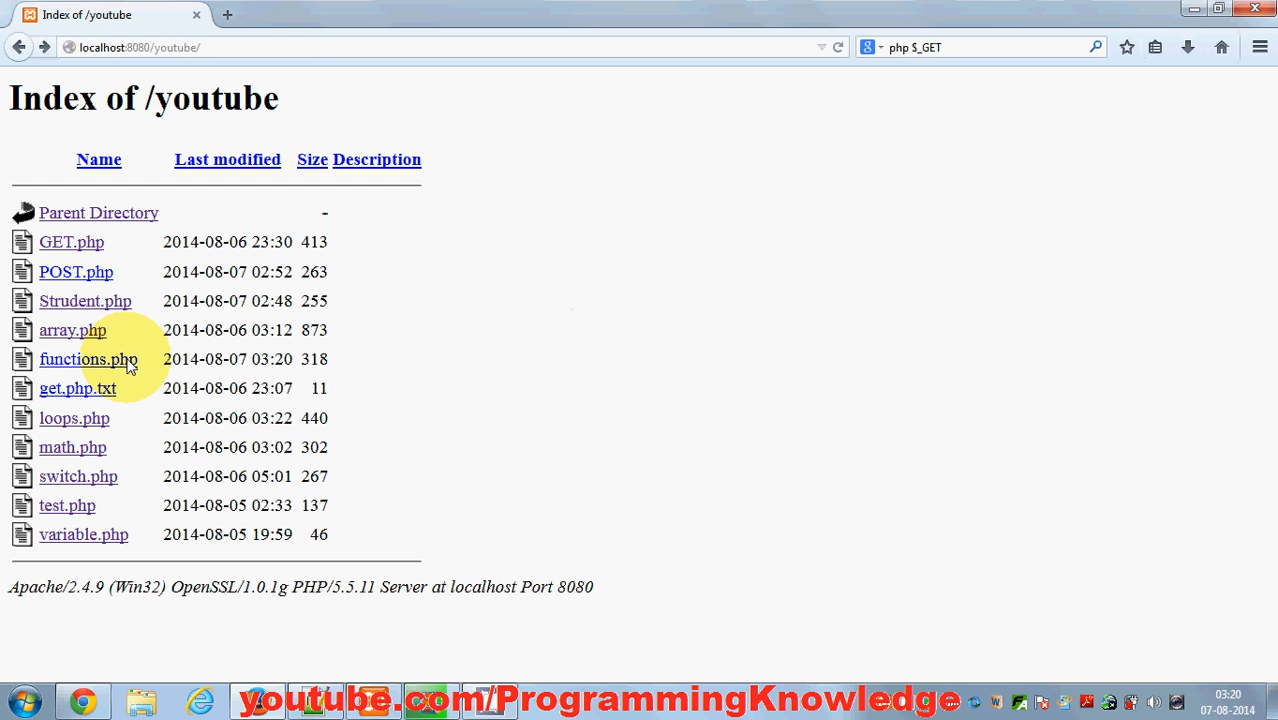 Index of /youtube
localhost:8080/youtube/
php $_GET
Index of /youtube
Name Last modified Size Description
Parent Directory -
GET.php 2014-08-06 23:30 413
POST.php 2014-08-07 02:52 263
Strudent.php 2014-08-07 02:48 255
array.php 2014-08-06 03:12 873
functions.php 2014-08-07 03:20 318
get.php.txt 2014-08-06 23:07 11
loops.php 2014-08-06 03:22 440
math.php 2014-08-06 03:02 302
switch.php 2014-08-06 05:01 267
test.php 2014-08-05 02:33 137
variable.php 2014-08-05 19:59 46
Apache/2.4.9 (Win32) OpenSSL/1.0.1g PHP/5.5.11 Server at localhost Port 8080
youtube.com/ProgrammingKnowledge
03:20
07-08-2014